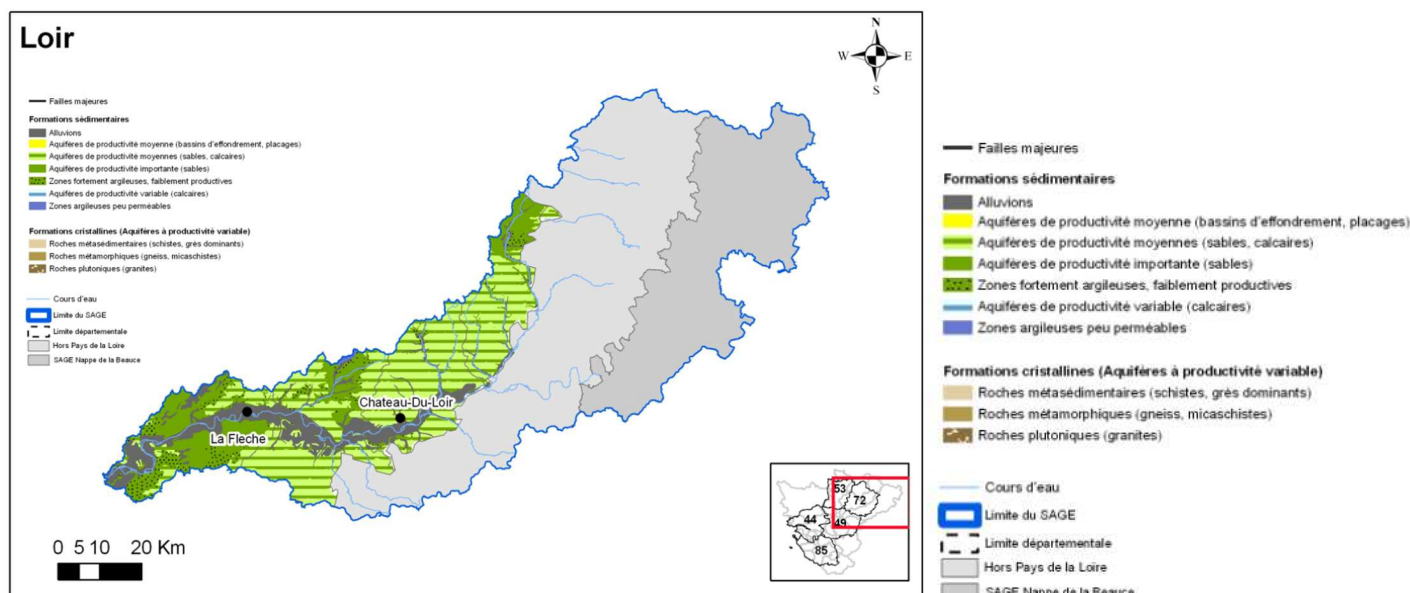 Loir
N
W E
S
Failles majeures
Formations sédimentaires
Alluvions
Aquifères de productivité moyenne (bassins d'effondrement, placages)
Aquifères de productivité moyennes (sables, calcaires)
Aquifères de productivité importante (sables)
Zones fortement argileuses, faiblement productives
Aquifères de productivité variable (calcaires)
Zones argileuses peu perméables
Formations cristallines (Aquifères à productivité variable)
Roches métasédimentaires (schistes, grès dominants)
Roches métamorphiques (gneiss, micaschistes)
Roches plutoniques (granites)
Cours d'eau
Limite du SAGE
Limite départementale
Hors Pays de la Loire
SAGE Nappe de la Beauce
Chateau-Du-Loir
La Fleche
0 5 10 20 Km
53
72
44
49
85
Failles majeures
Formations sédimentaires
Alluvions
Aquifères de productivité moyenne (bassins d'effondrement, placages)
Aquifères de productivité moyennes (sables, calcaires)
Aquifères de productivité importante (sables)
Zones fortement argileuses, faiblement productives
Aquifères de productivité variable (calcaires)
Zones argileuses peu perméables
Formations cristallines (Aquifères à productivité variable)
Roches métasédimentaires (schistes, grès dominants)
Roches métamorphiques (gneiss, micaschistes)
Roches plutoniques (granites)
Cours d'eau
Limite du SAGE
Limite départementale
Hors Pays de la Loire
SAGE Nappe de la Beauce